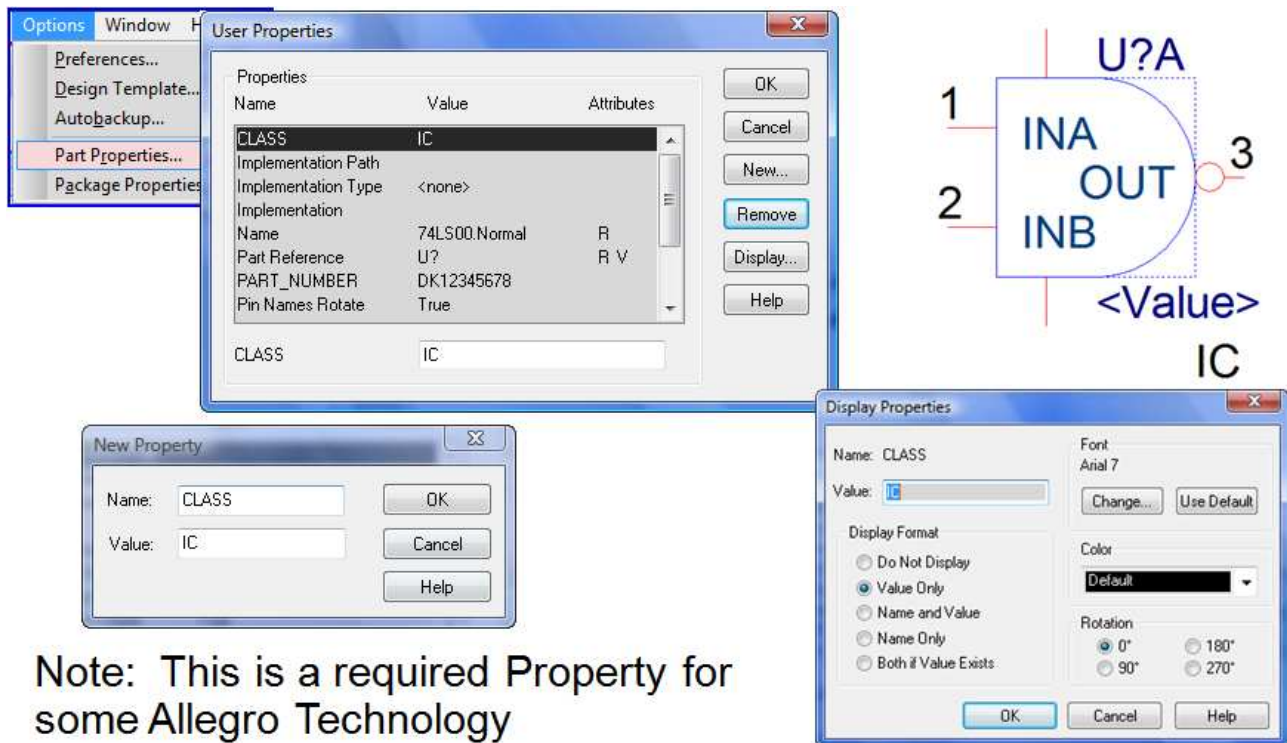 Options Window H
Preferences...
Design Template...
Autobackup...
Part Properties...
Package Properties
User Properties
Properties
Name Value Attributes
CLASS IC
Implementation Path
Implementation Type <none>
Implementation
Name 74LS00.Normal R
Part Reference U? R V
PART_NUMBER DK12345678
Pin Names Rotate True
CLASS IC
OK
Cancel
New...
Remove
Display...
Help
U?A
1
INA
OUT
3
2
INB
<Value>
IC
New Property
Name: CLASS
Value: IC
OK
Cancel
Help
Display Properties
Name: CLASS
Value: IC
Display Format
Do Not Display
Value Only
Name and Value
Name Only
Both if Value Exists
Font
Arial 7
Change... Use Default
Color
Default
Rotation
0° 180°
90° 270°
OK Cancel Help
Note: This is a required Property for
some Allegro Technology